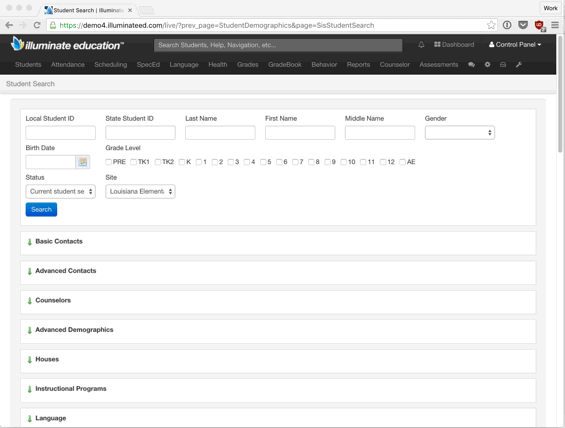 Student Search | Illuminate
Work
https://demo4.illuminateed.com/live/?prev_page=StudentDemographics&page=SisStudentSearch
illuminate education™
Search Students, Help, Navigation, etc...
Dashboard
Control Panel
Students Attendance Scheduling SpecEd Language Health Grades GradeBook Behavior Reports Counselor Assessments
Student Search
Local Student ID State Student ID Last Name First Name Middle Name Gender
Birth Date Grade Level
PRE TK1 TK2 K 1 2 3 4 5 6 7 8 9 10 11 12 AE
Status Site
Current student se Louisiana Elementa
Search
Basic Contacts
Advanced Contacts
Counselors
Advanced Demographics
Houses
Instructional Programs
Language